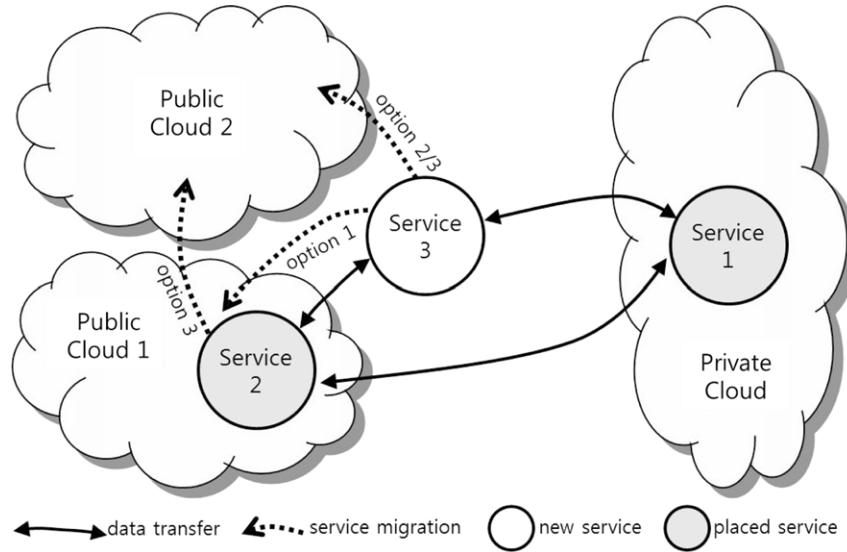 Public
Cloud 2
option 2/3
Service
3
option 1
Service
1
option 3
Public
Cloud 1
Service
2
Private
Cloud
data transfer
service migration
new service
placed service